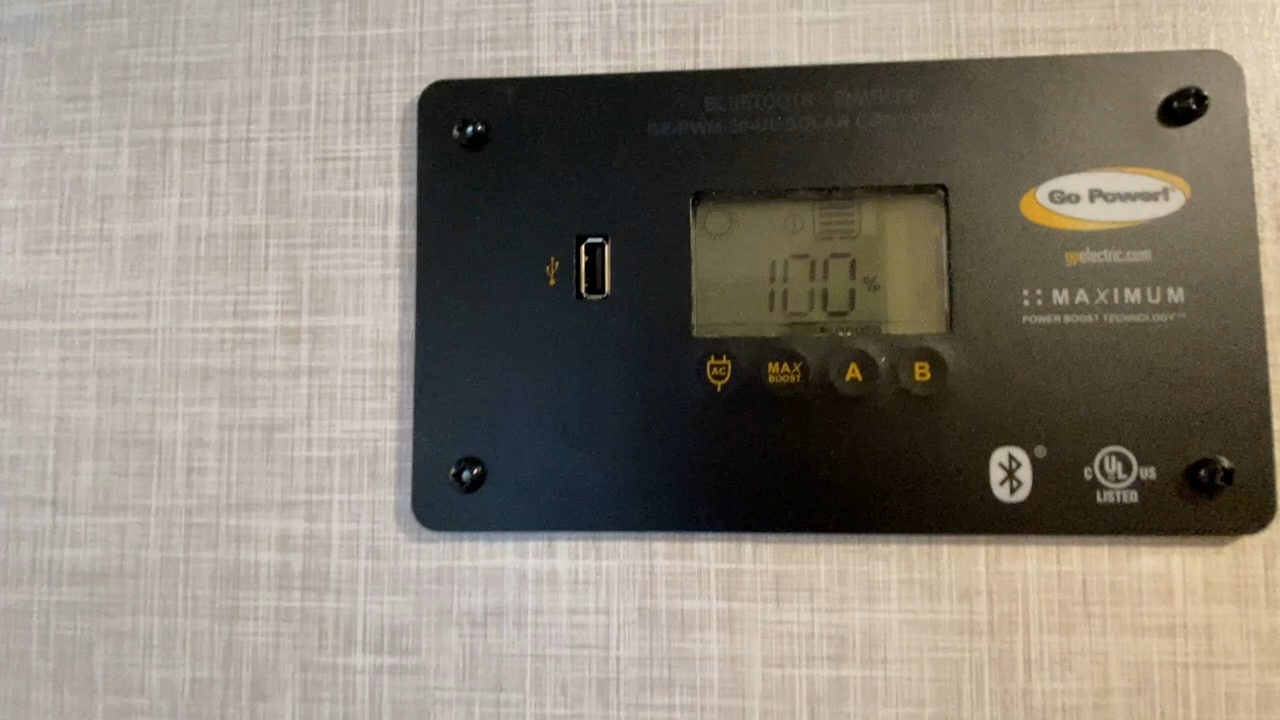 BLUETOOTH ENABLED
GP-PWM-30-UL SOLAR
Go Power!
gpelectric.com
MAXIMUM
POWER BOOST TECHNOLOGY™
100%
AC
MAX
BOOST
A
B
®
C UL US
LISTED